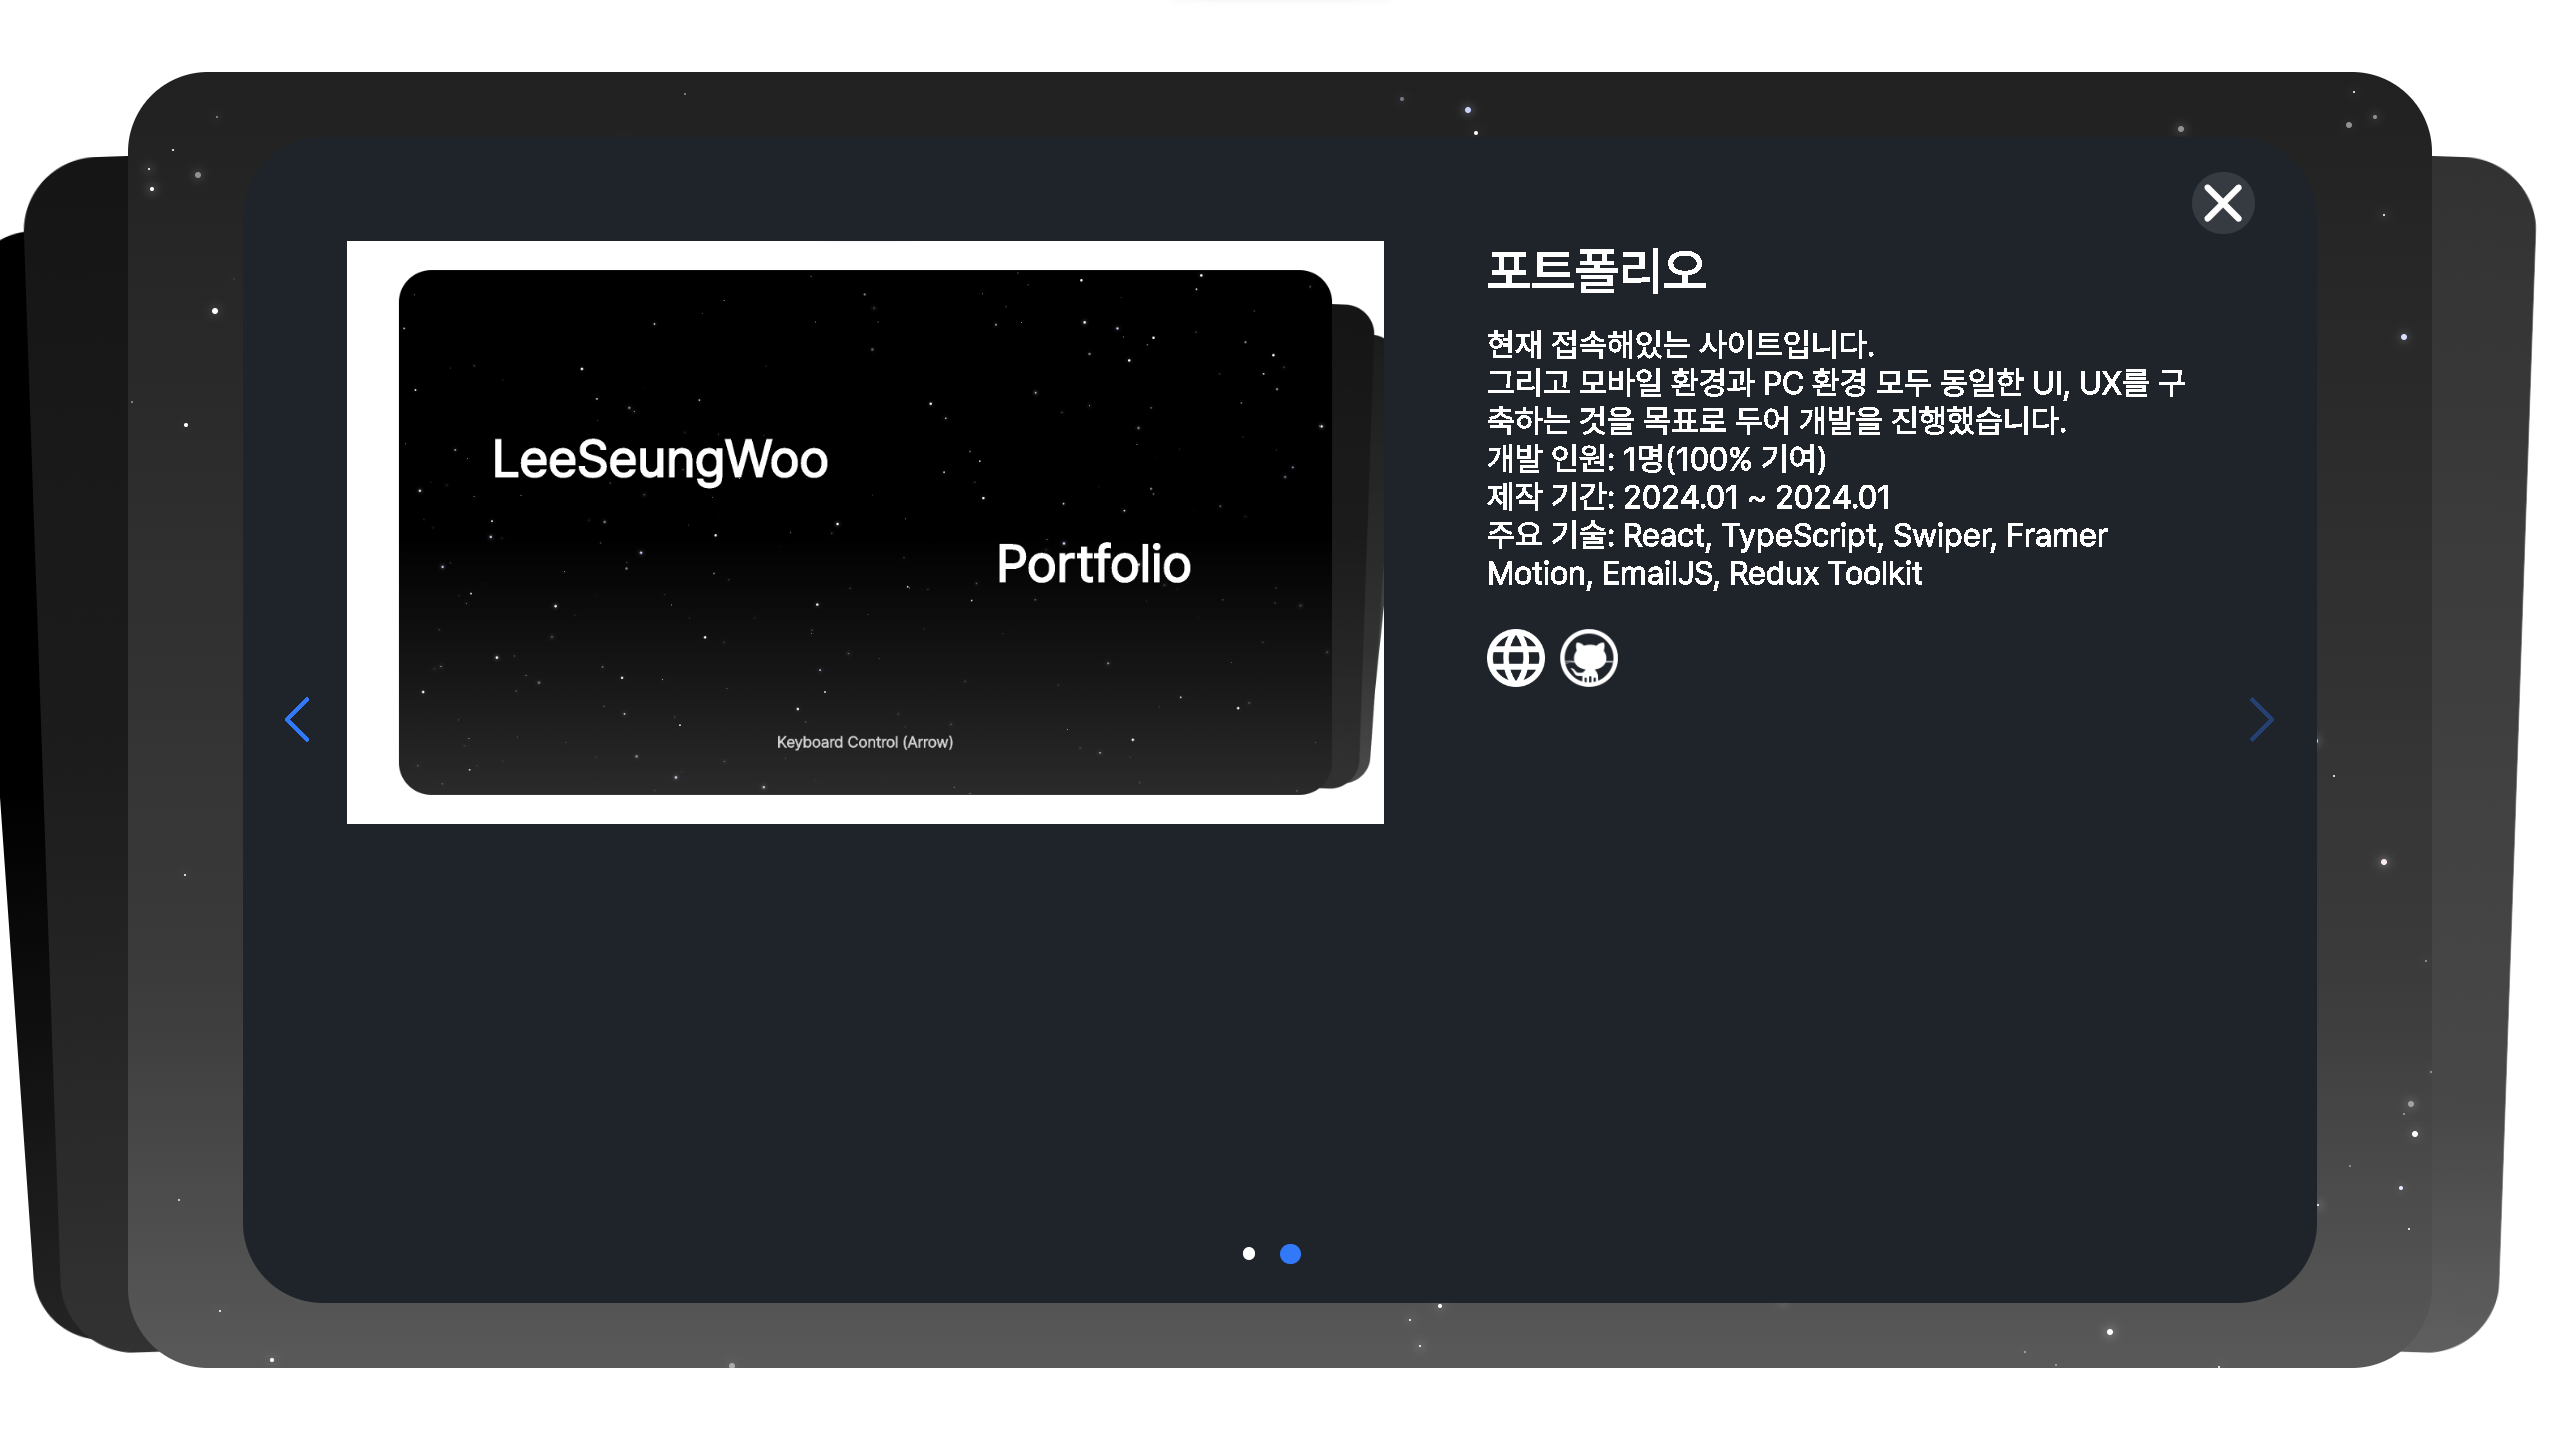 LeeSeungWoo
Portfolio
Keyboard Control (Arrow)
포트폴리오
현재 접속해있는 사이트입니다.
그리고 모바일 환경과 PC 환경 모두 동일한 UI, UX를 구
축하는 것을 목표로 두어 개발을 진행했습니다.
개발 인원: 1명(100% 기여)
제작 기간: 2024.01 ~ 2024.01
주요 기술: React, TypeScript, Swiper, Framer
Motion, EmailJS, Redux Toolkit